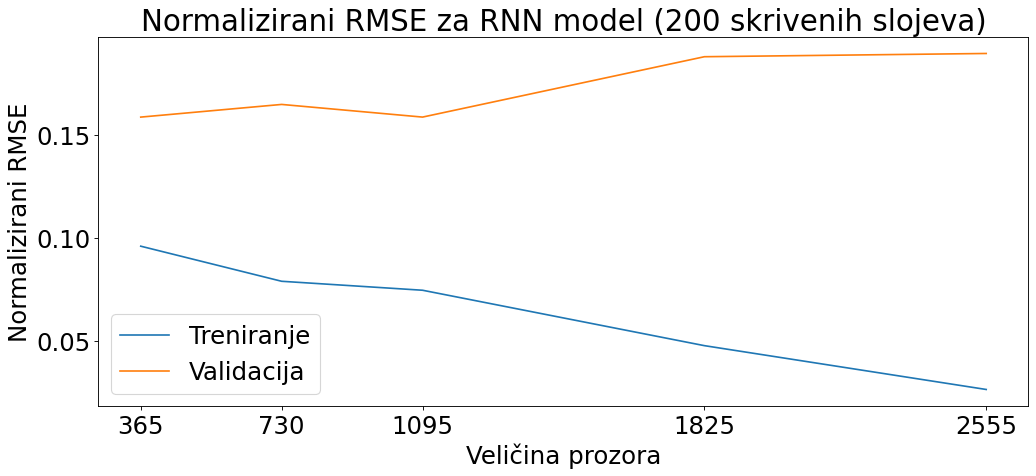 Normalizirani RMSE za RNN model (200 skrivenih slojeva)
Normalizirani RMSE
0.15
0.10
0.05
Treniranje
Validacija
365 730 1095 1825 2555
Veličina prozora